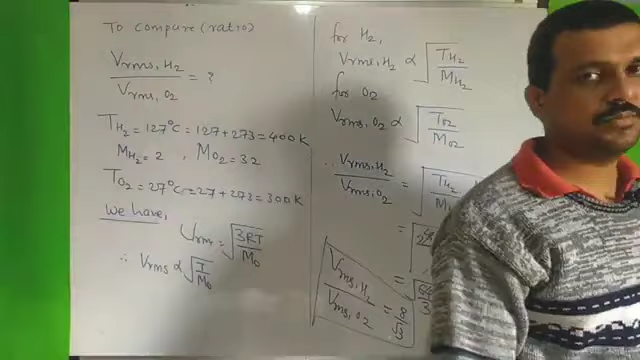 To compare (ratio)
Vrms, H2 / Vrms, O2 = ?
TH2 = 127°C = 127 + 273 = 400 K
MH2 = 2 , MO2 = 32
TO2 = 27°C = 27 + 273 = 300 K
We have,
Urms = √(3RT / M0)
∴ Vrms ∝ √(T / M0)
for H2,
Vrms, H2 ∝ √(TH2 / MH2)
for O2
Vrms, O2 ∝ √(TO2 / MO2)
∴ Vrms, H2 / Vrms, O2 = √(TH2
=
= √
Vrms, H2 / Vrms, O2 = 8 / √3